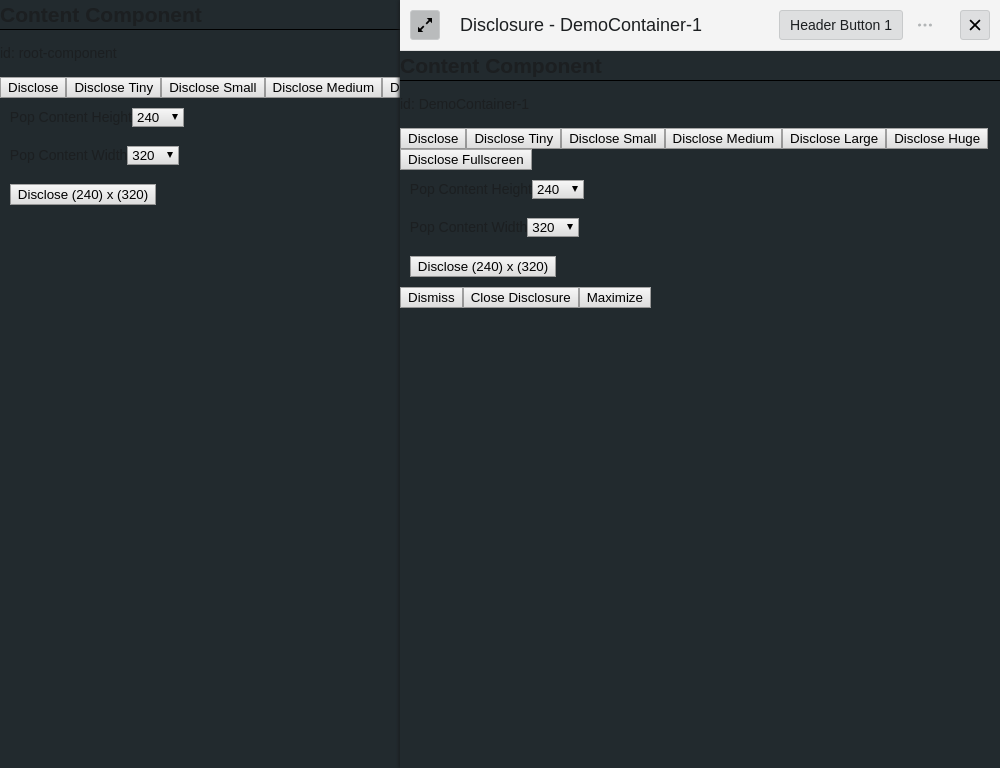 Content Component
id: root-component
Disclose Disclose Tiny Disclose Small Disclose Medium D
Pop Content Height 240
Pop Content Width 320
Disclose (240) x (320)
Disclosure - DemoContainer-1 Header Button 1
Content Component
id: DemoContainer-1
Disclose Disclose Tiny Disclose Small Disclose Medium Disclose Large Disclose Huge
Disclose Fullscreen
Pop Content Height 240
Pop Content Width 320
Disclose (240) x (320)
Dismiss Close Disclosure Maximize